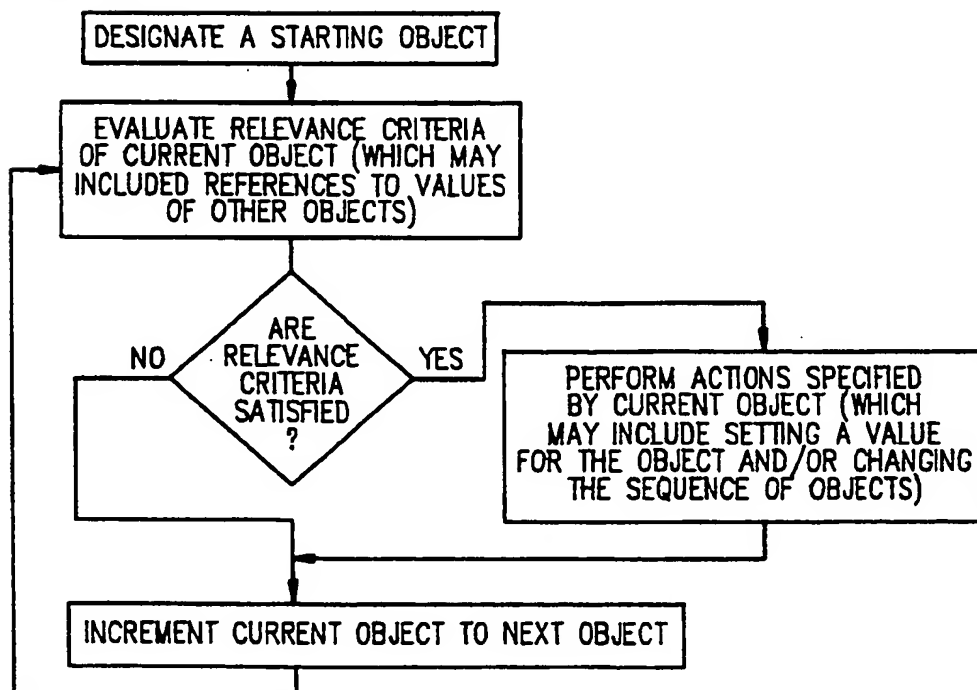 DESIGNATE A STARTING OBJECT
EVALUATE RELEVANCE CRITERIA
OF CURRENT OBJECT (WHICH MAY
INCLUDED REFERENCES TO VALUES
OF OTHER OBJECTS)
ARE
RELEVANCE
CRITERIA
SATISFIED
?
NO
YES
PERFORM ACTIONS SPECIFIED
BY CURRENT OBJECT (WHICH
MAY INCLUDE SETTING A VALUE
FOR THE OBJECT AND/OR CHANGING
THE SEQUENCE OF OBJECTS)
INCREMENT CURRENT OBJECT TO NEXT OBJECT